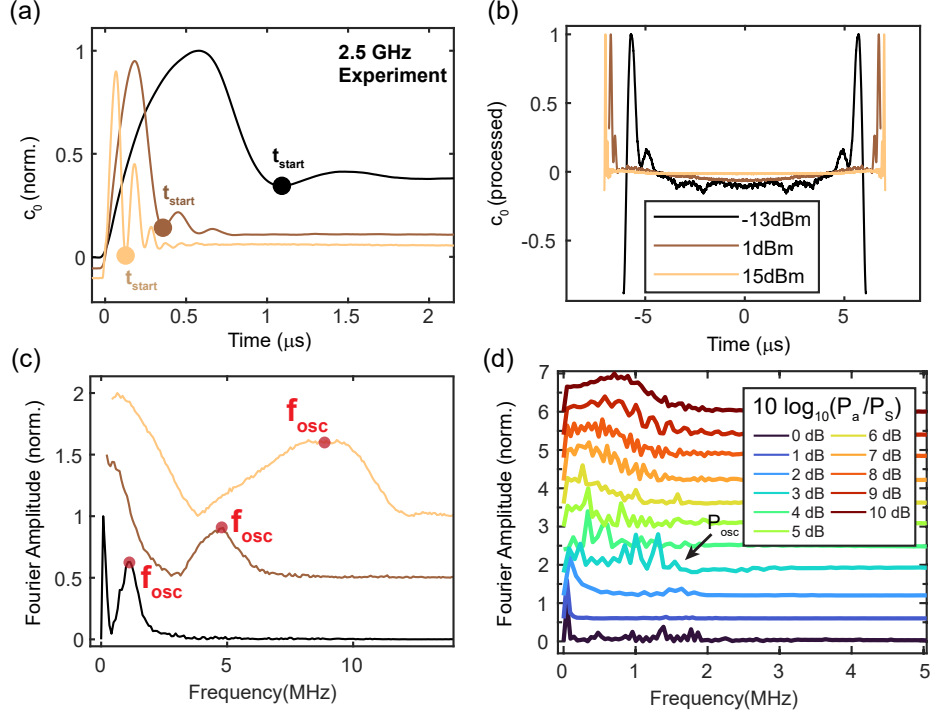 (a)
1
0.5
0
c0 (norm.)
2.5 GHz
Experiment
tstart
tstart
tstart
0 0.5 1 1.5 2
Time (μs)
(b)
1
0.5
0
-0.5
c0 (processed)
-13dBm
1dBm
15dBm
-5 0 5
Time (μs)
(c)
2
1.5
1
0.5
0
Fourier Amplitude (norm.)
fosc
fosc
fosc
0 5 10
Frequency(MHz)
(d)
7
6
5
4
3
2
1
0
Fourier Amplitude (norm.)
10 log10(Pa/PS)
0 dB 6 dB
1 dB 7 dB
2 dB 8 dB
3 dB 9 dB
4 dB 10 dB
5 dB
Posc
0 1 2 3 4 5
Frequency(MHz)